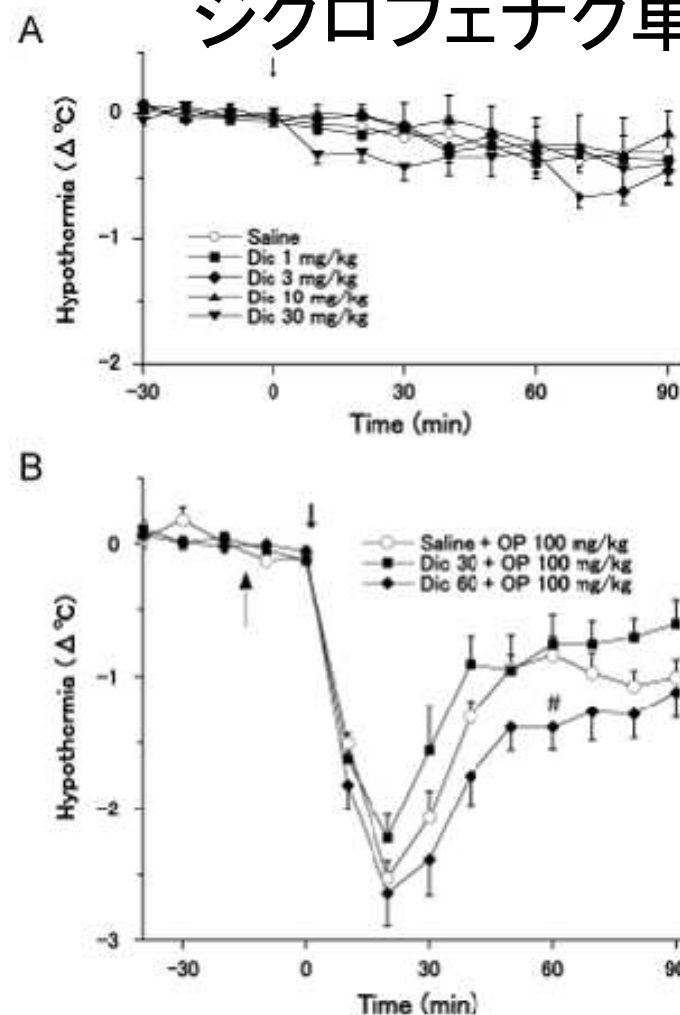 ジクロフェナク単
A
0
-1
-2
Hypothermia (Δ℃)
Saline
Dic 1 mg/kg
Dic 3 mg/kg
Dic 10 mg/kg
Dic 30 mg/kg
-30 0 30 60 90
Time (min)
B
0
-1
-2
-3
Hypothermia (Δ℃)
Saline + OP 100 mg/kg
Dic 30 + OP 100 mg/kg
Dic 60 + OP 100 mg/kg
#
-30 0 30 60 90
Time (min)